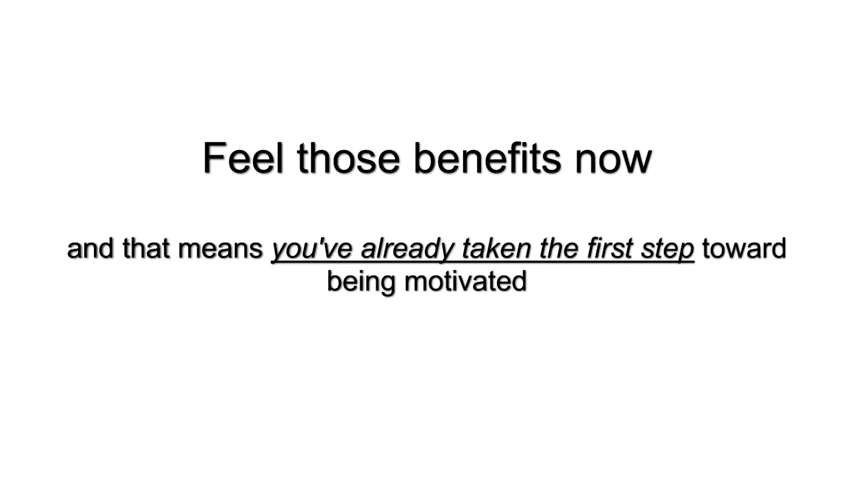 Feel those benefits now
and that means you've already taken the first step toward
being motivated